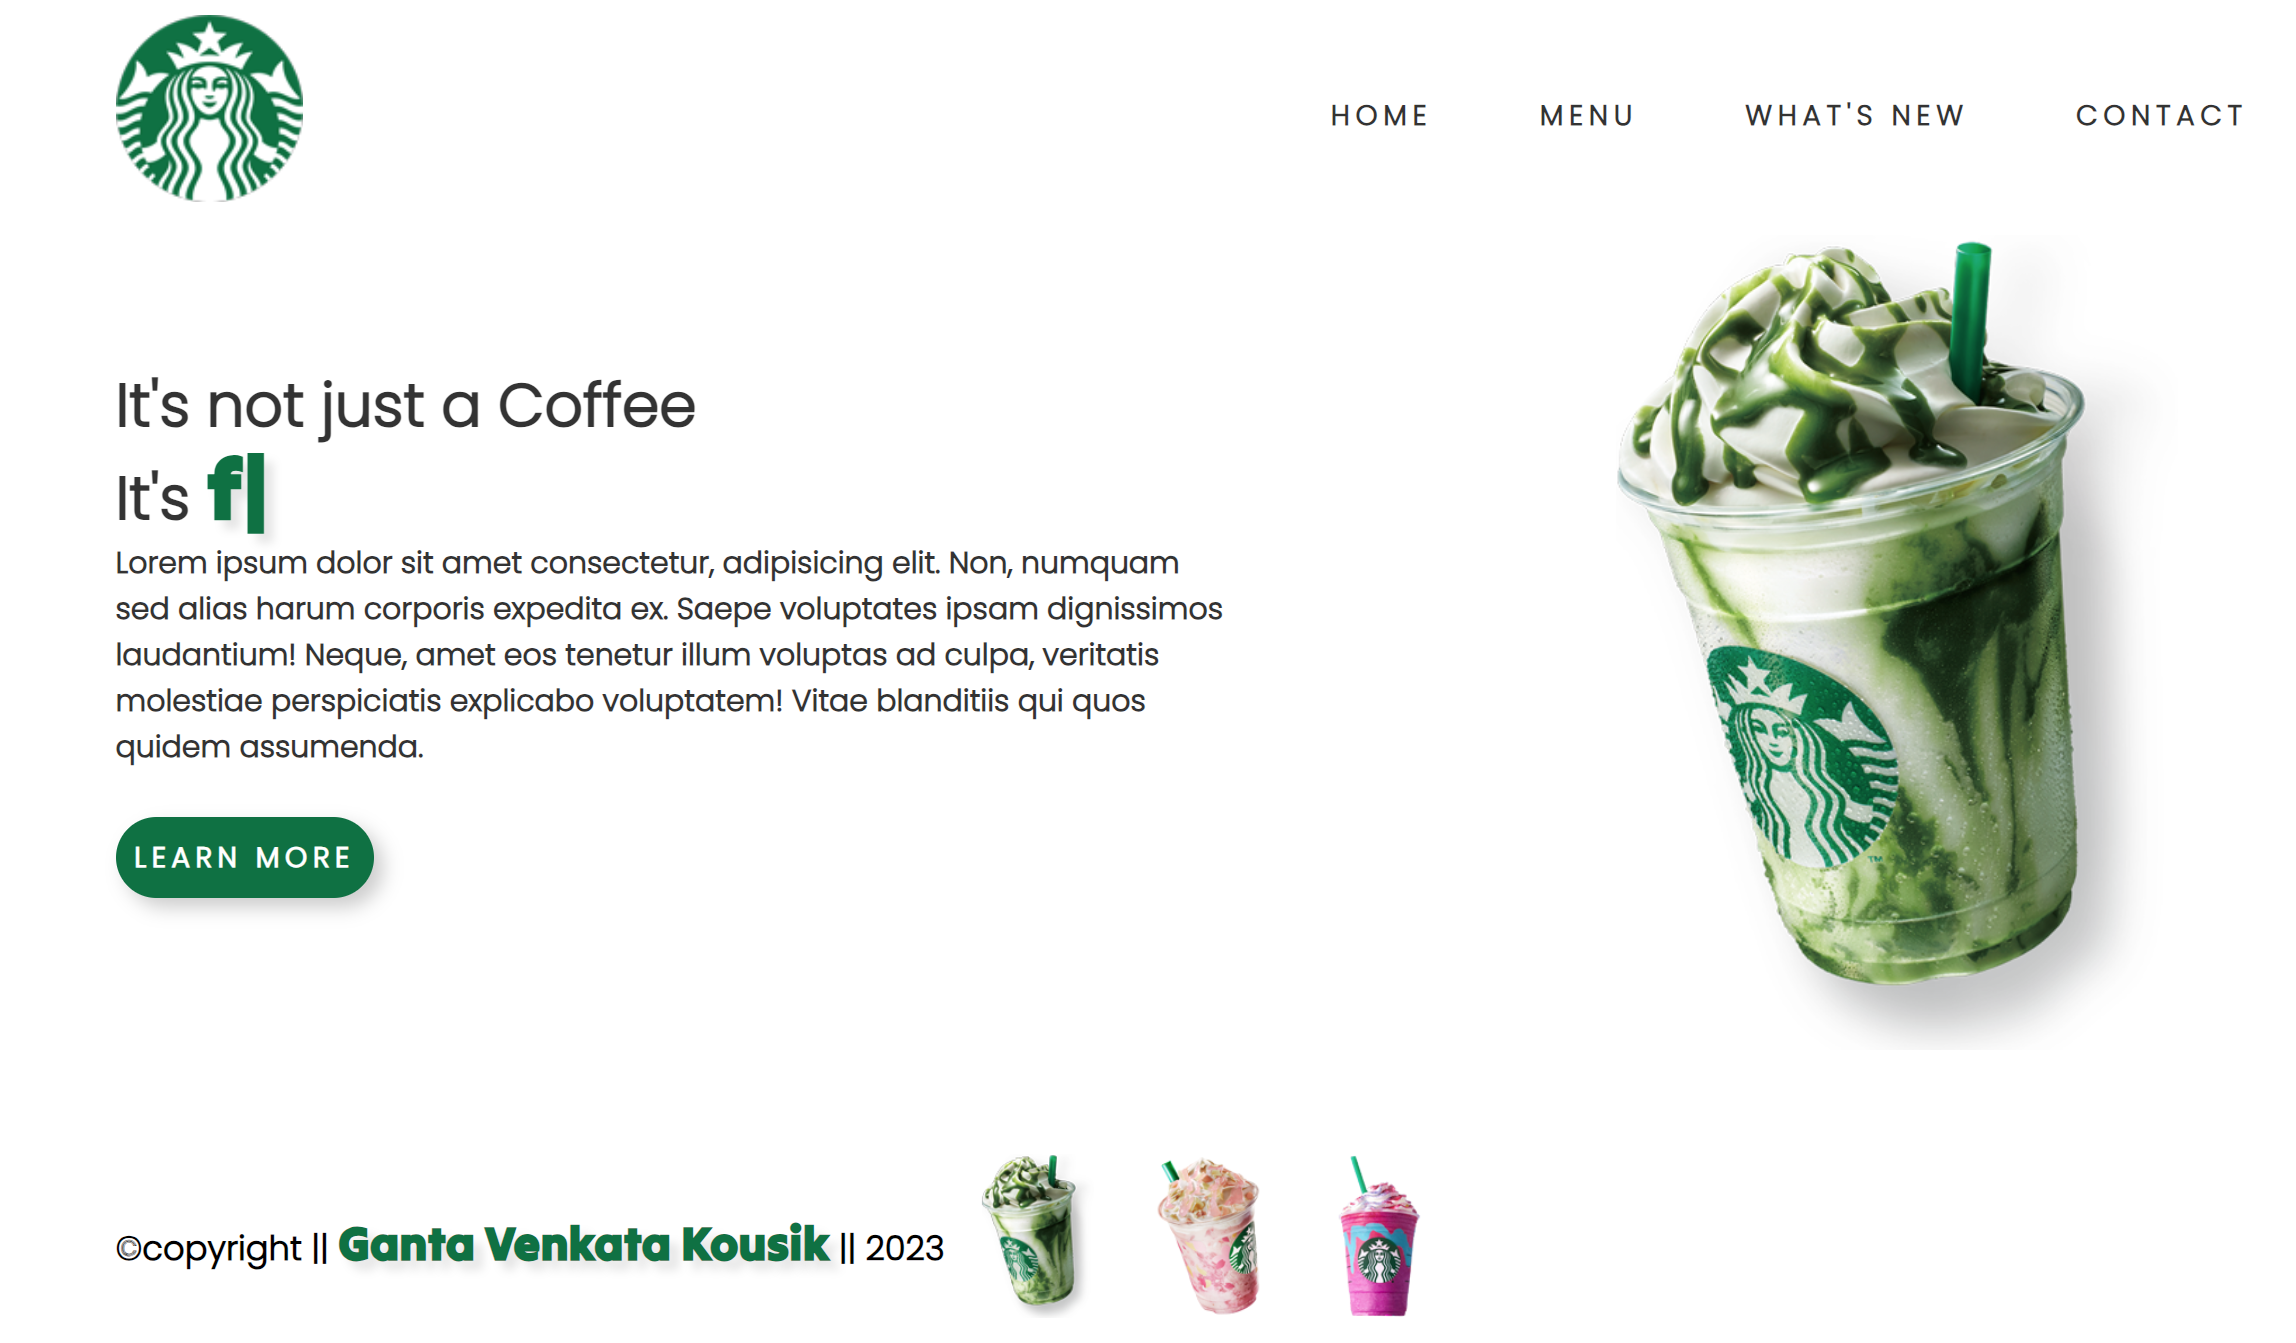 HOME MENU WHAT'S NEW CONTACT
It's not just a Coffee
It's f|
Lorem ipsum dolor sit amet consectetur, adipisicing elit. Non, numquam
sed alias harum corporis expedita ex. Saepe voluptates ipsam dignissimos
laudantium! Neque, amet eos tenetur illum voluptas ad culpa, veritatis
molestiae perspiciatis explicabo voluptatem! Vitae blanditiis qui quos
quidem assumenda.
LEARN MORE
TM
©copyright || Ganta Venkata Kousik || 2023